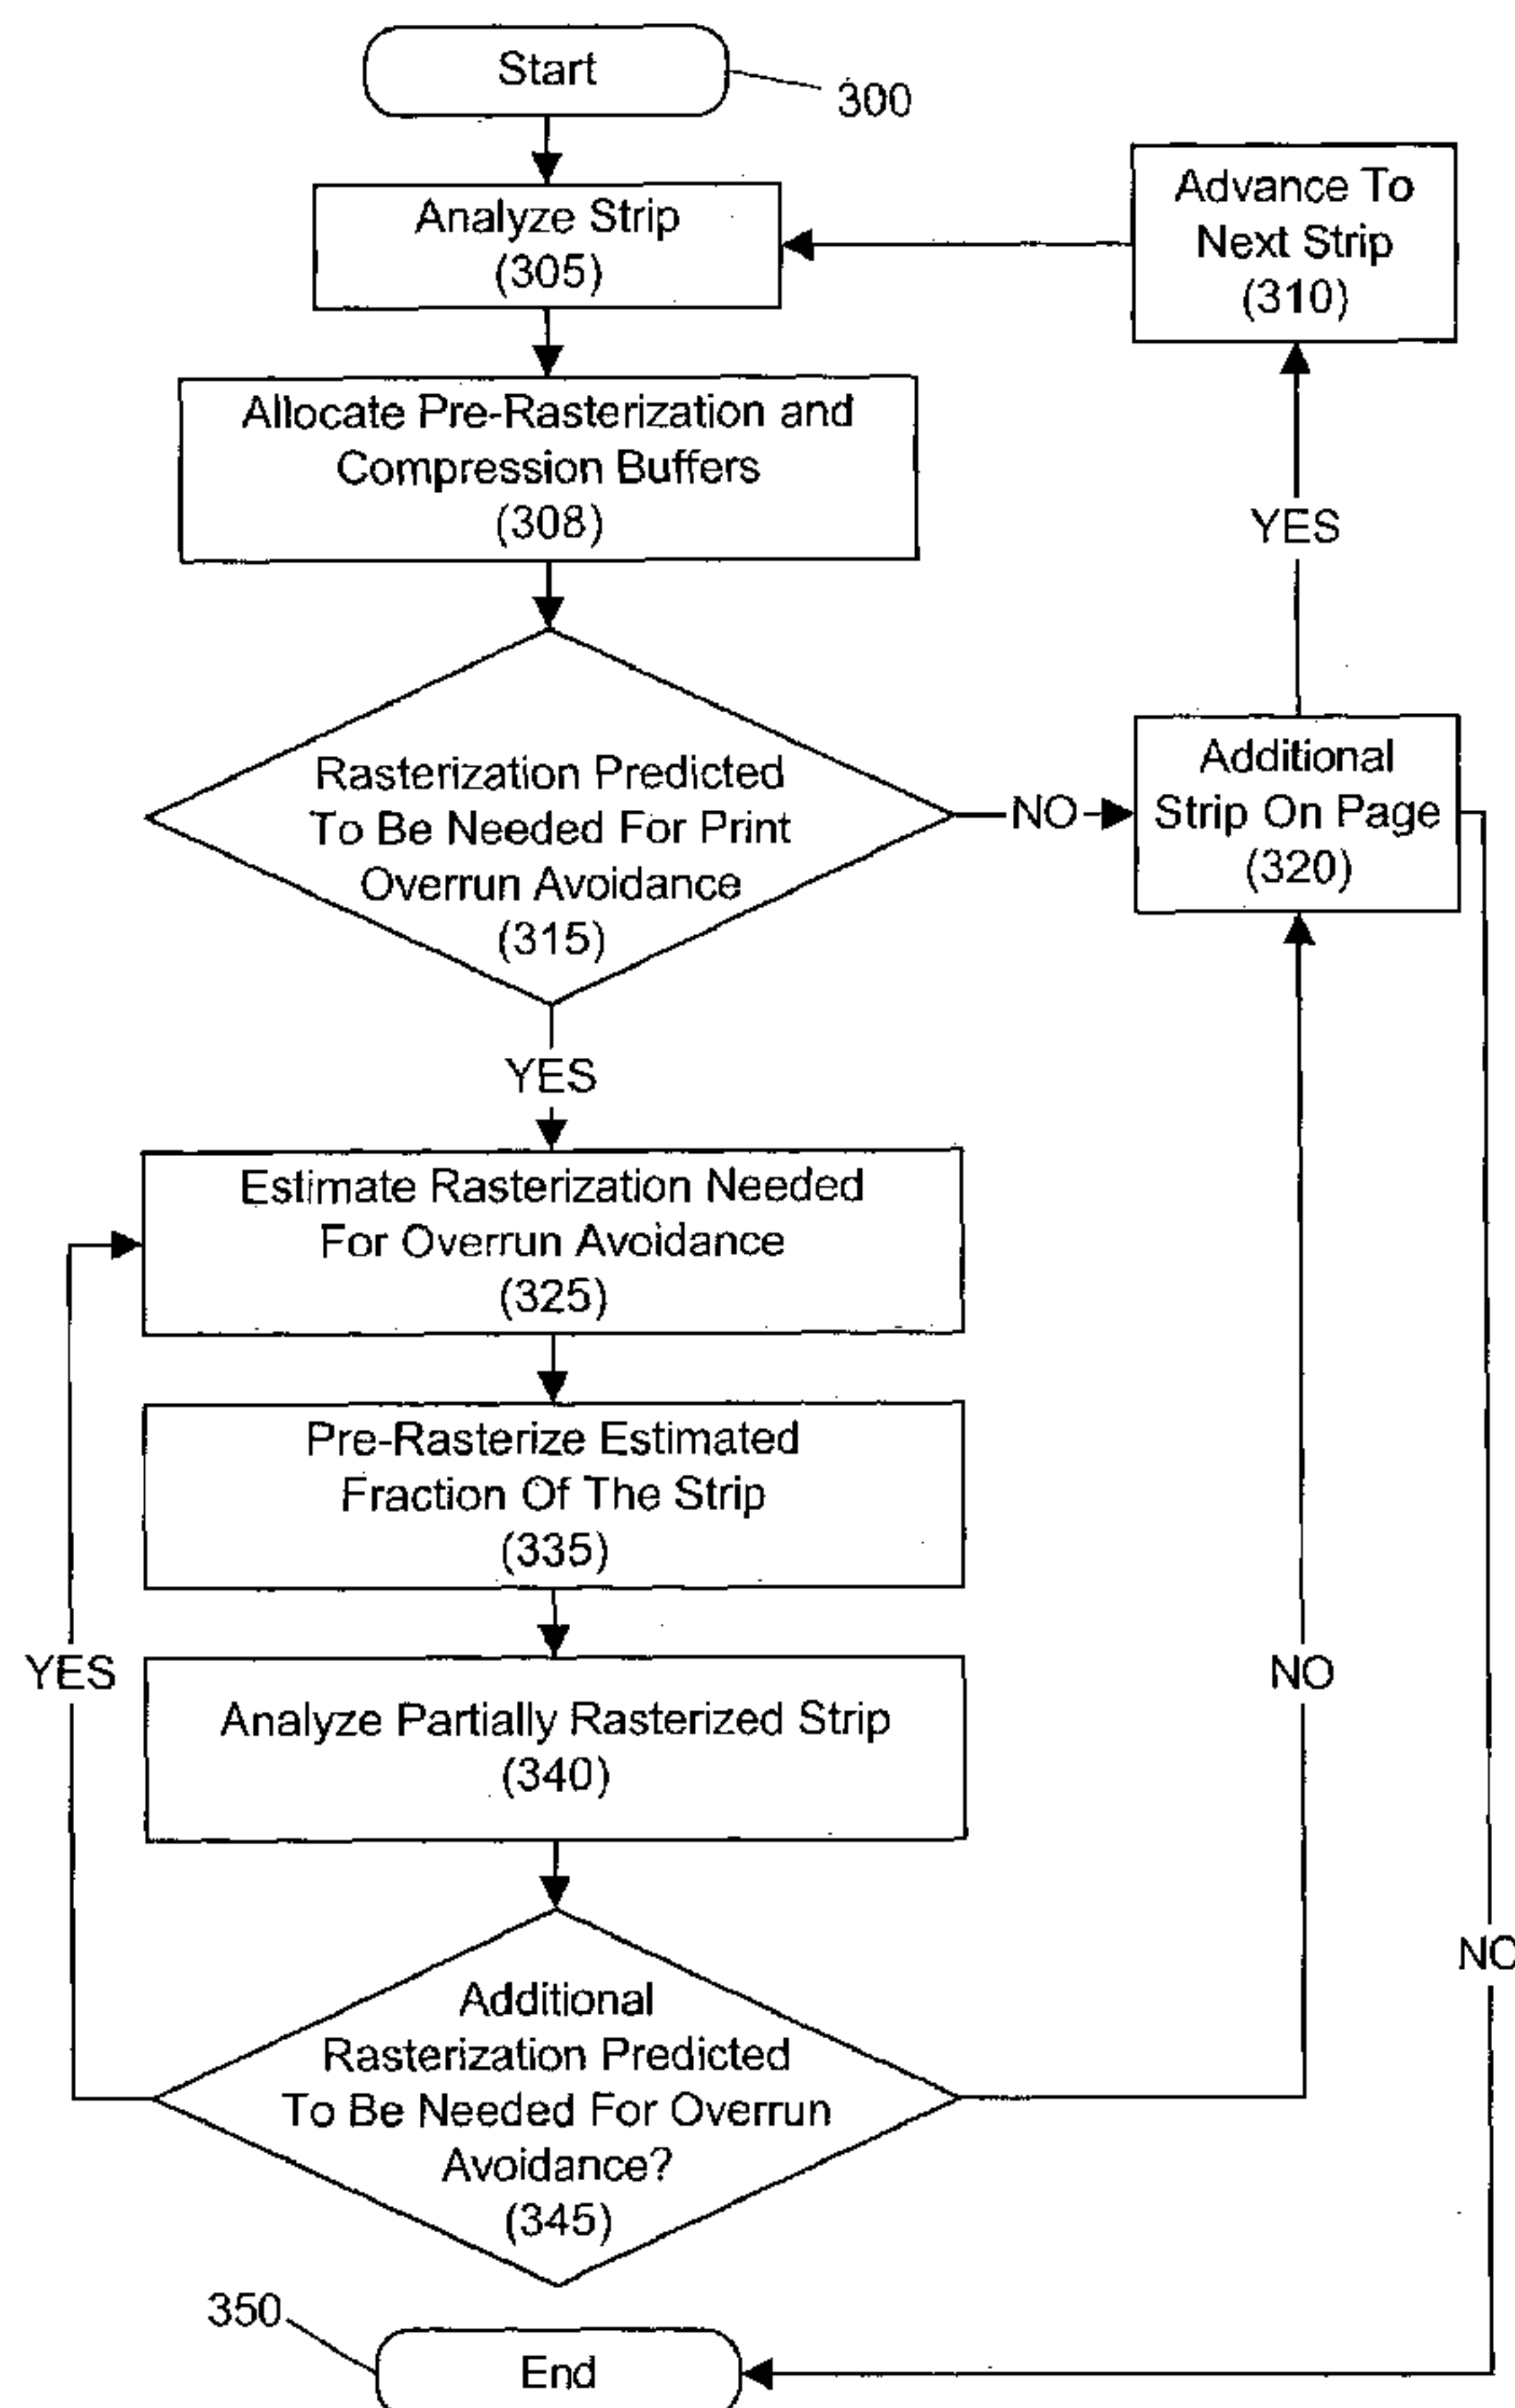 Start
300
Analyze Strip
(305)
Advance To
Next Strip
(310)
Allocate Pre-Rasterization and
Compression Buffers
(308)
YES
Rasterization Predicted
To Be Needed For Print
Overrun Avoidance
(315)
NO
Additional
Strip On Page
(320)
YES
Estimate Rasterization Needed
For Overrun Avoidance
(325)
Pre-Rasterize Estimated
Fraction Of The Strip
(335)
YES
Analyze Partially Rasterized Strip
(340)
NO
NO
Additional
Rasterization Predicted
To Be Needed For Overrun
Avoidance?
(345)
350
End